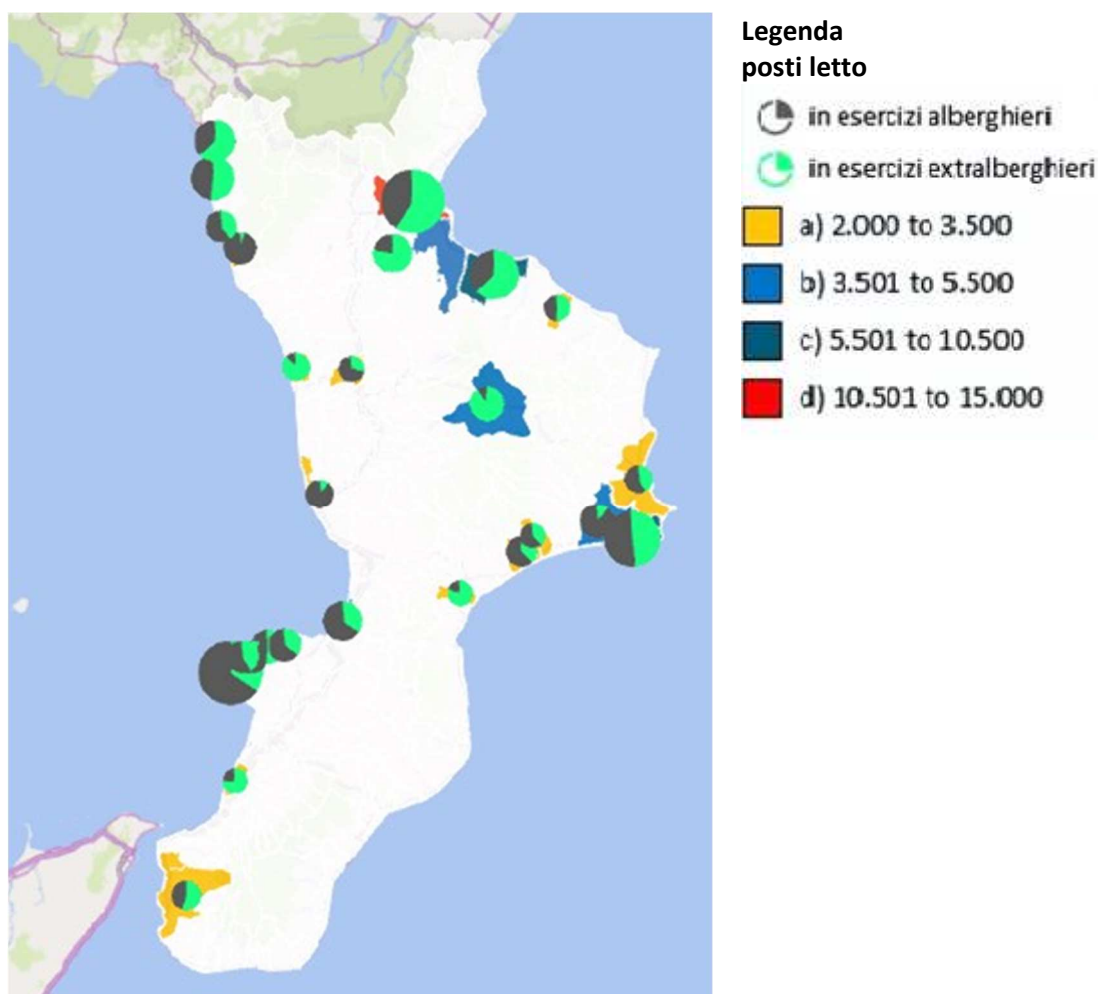 Legenda
posti letto
in esercizi alberghieri
in esercizi extralberghieri
a) 2.000 to 3.500
b) 3.501 to 5.500
c) 5.501 to 10.500
d) 10.501 to 15.000